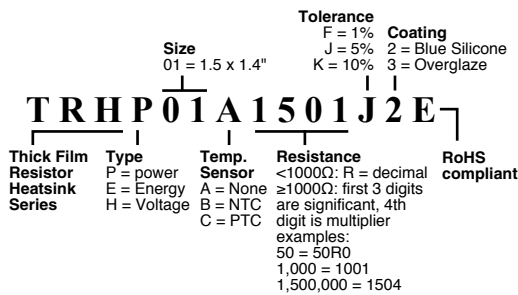 Tolerance
F = 1%
J = 5%
K = 10%
Coating
2 = Blue Silicone
3 = Overglaze
Size
01 = 1.5 x 1.4"
T R H P 0 1 A 1 5 0 1 J 2 E
Thick Film
Resistor
Heatsink
Series
Type
P = power
E = Energy
H = Voltage
Temp.
Sensor
A = None
B = NTC
C = PTC
Resistance
<1000Ω: R = decimal
≥1000Ω: first 3 digits
are significant, 4th
digit is multiplier
examples:
50 = 50R0
1,000 = 1001
1,500,000 = 1504
RoHS
compliant